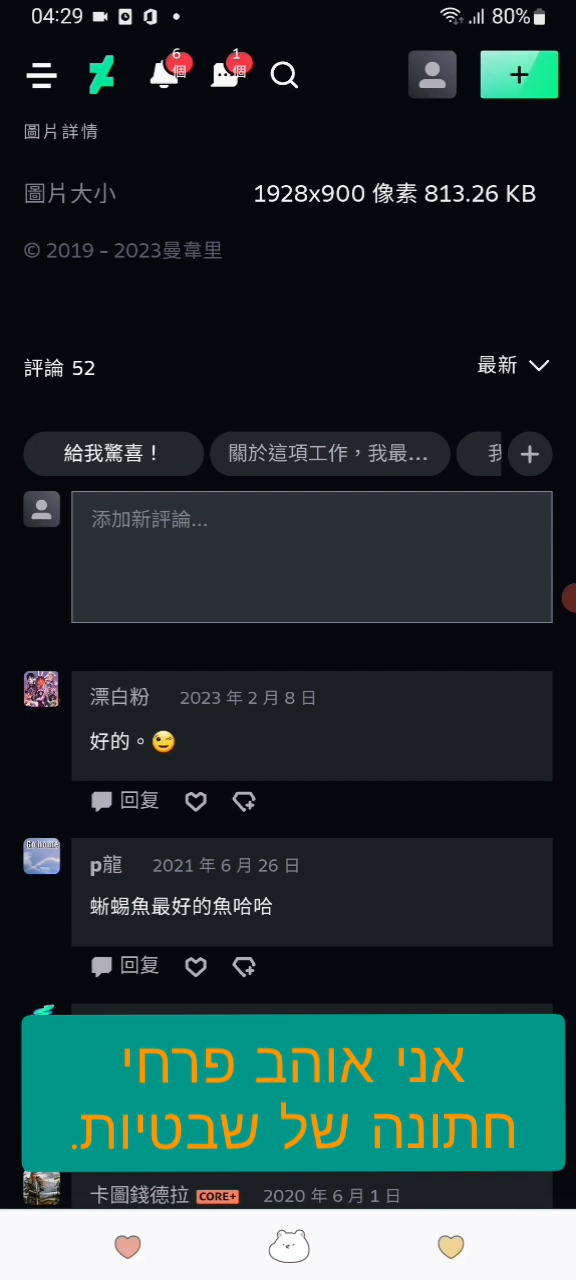 04:29 80%
6個 1個
圖片詳情
圖片大小 1928x900 像素 813.26 KB
© 2019 - 2023曼韋里
評論 52 最新
給我驚喜！ 關於這項工作，我最... 我
添加新評論...
漂白粉 2023 年 2 月 8 日
好的。😉
回复
p龍 2021 年 6 月 26 日
蜥蜴魚最好的魚哈哈
回复
אני אוהב פרחי
חתונה של שבטיות.
卡圖錢德拉 CORE+ 2020 年 6 月 1 日